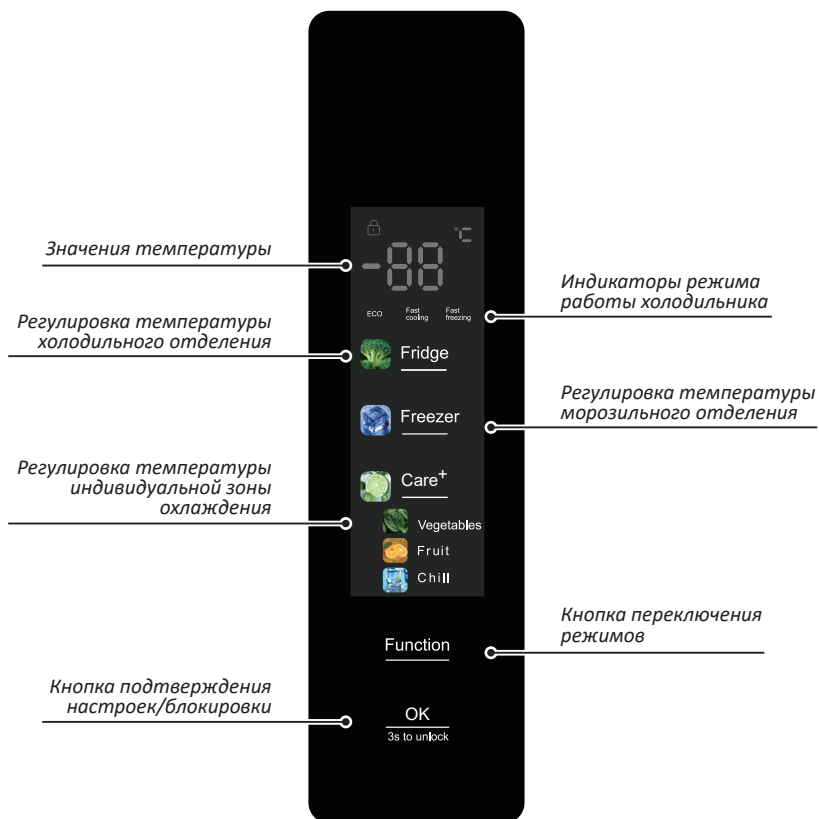 Значения температуры
Регулировка температуры
холодильного отделения
Регулировка температуры
индивидуальной зоны
охлаждения
Кнопка подтверждения
настроек/блокировки
-88 °C
ECO
Fast
cooling
Fast
freezing
Fridge
Freezer
Care+
Vegetables
Fruit
Chill
Function
OK
3s to unlock
Индикаторы режима
работы холодильника
Регулировка температуры
морозильного отделения
Кнопка переключения
режимов